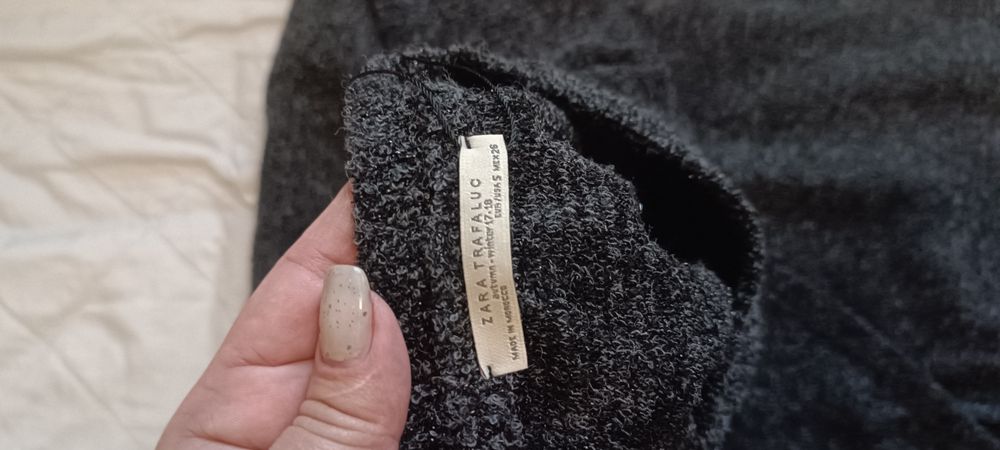 ZARA TRAFALUC
autumn-winter 17.18
EUR/USA S MEX 26
MADE IN MOROCCO